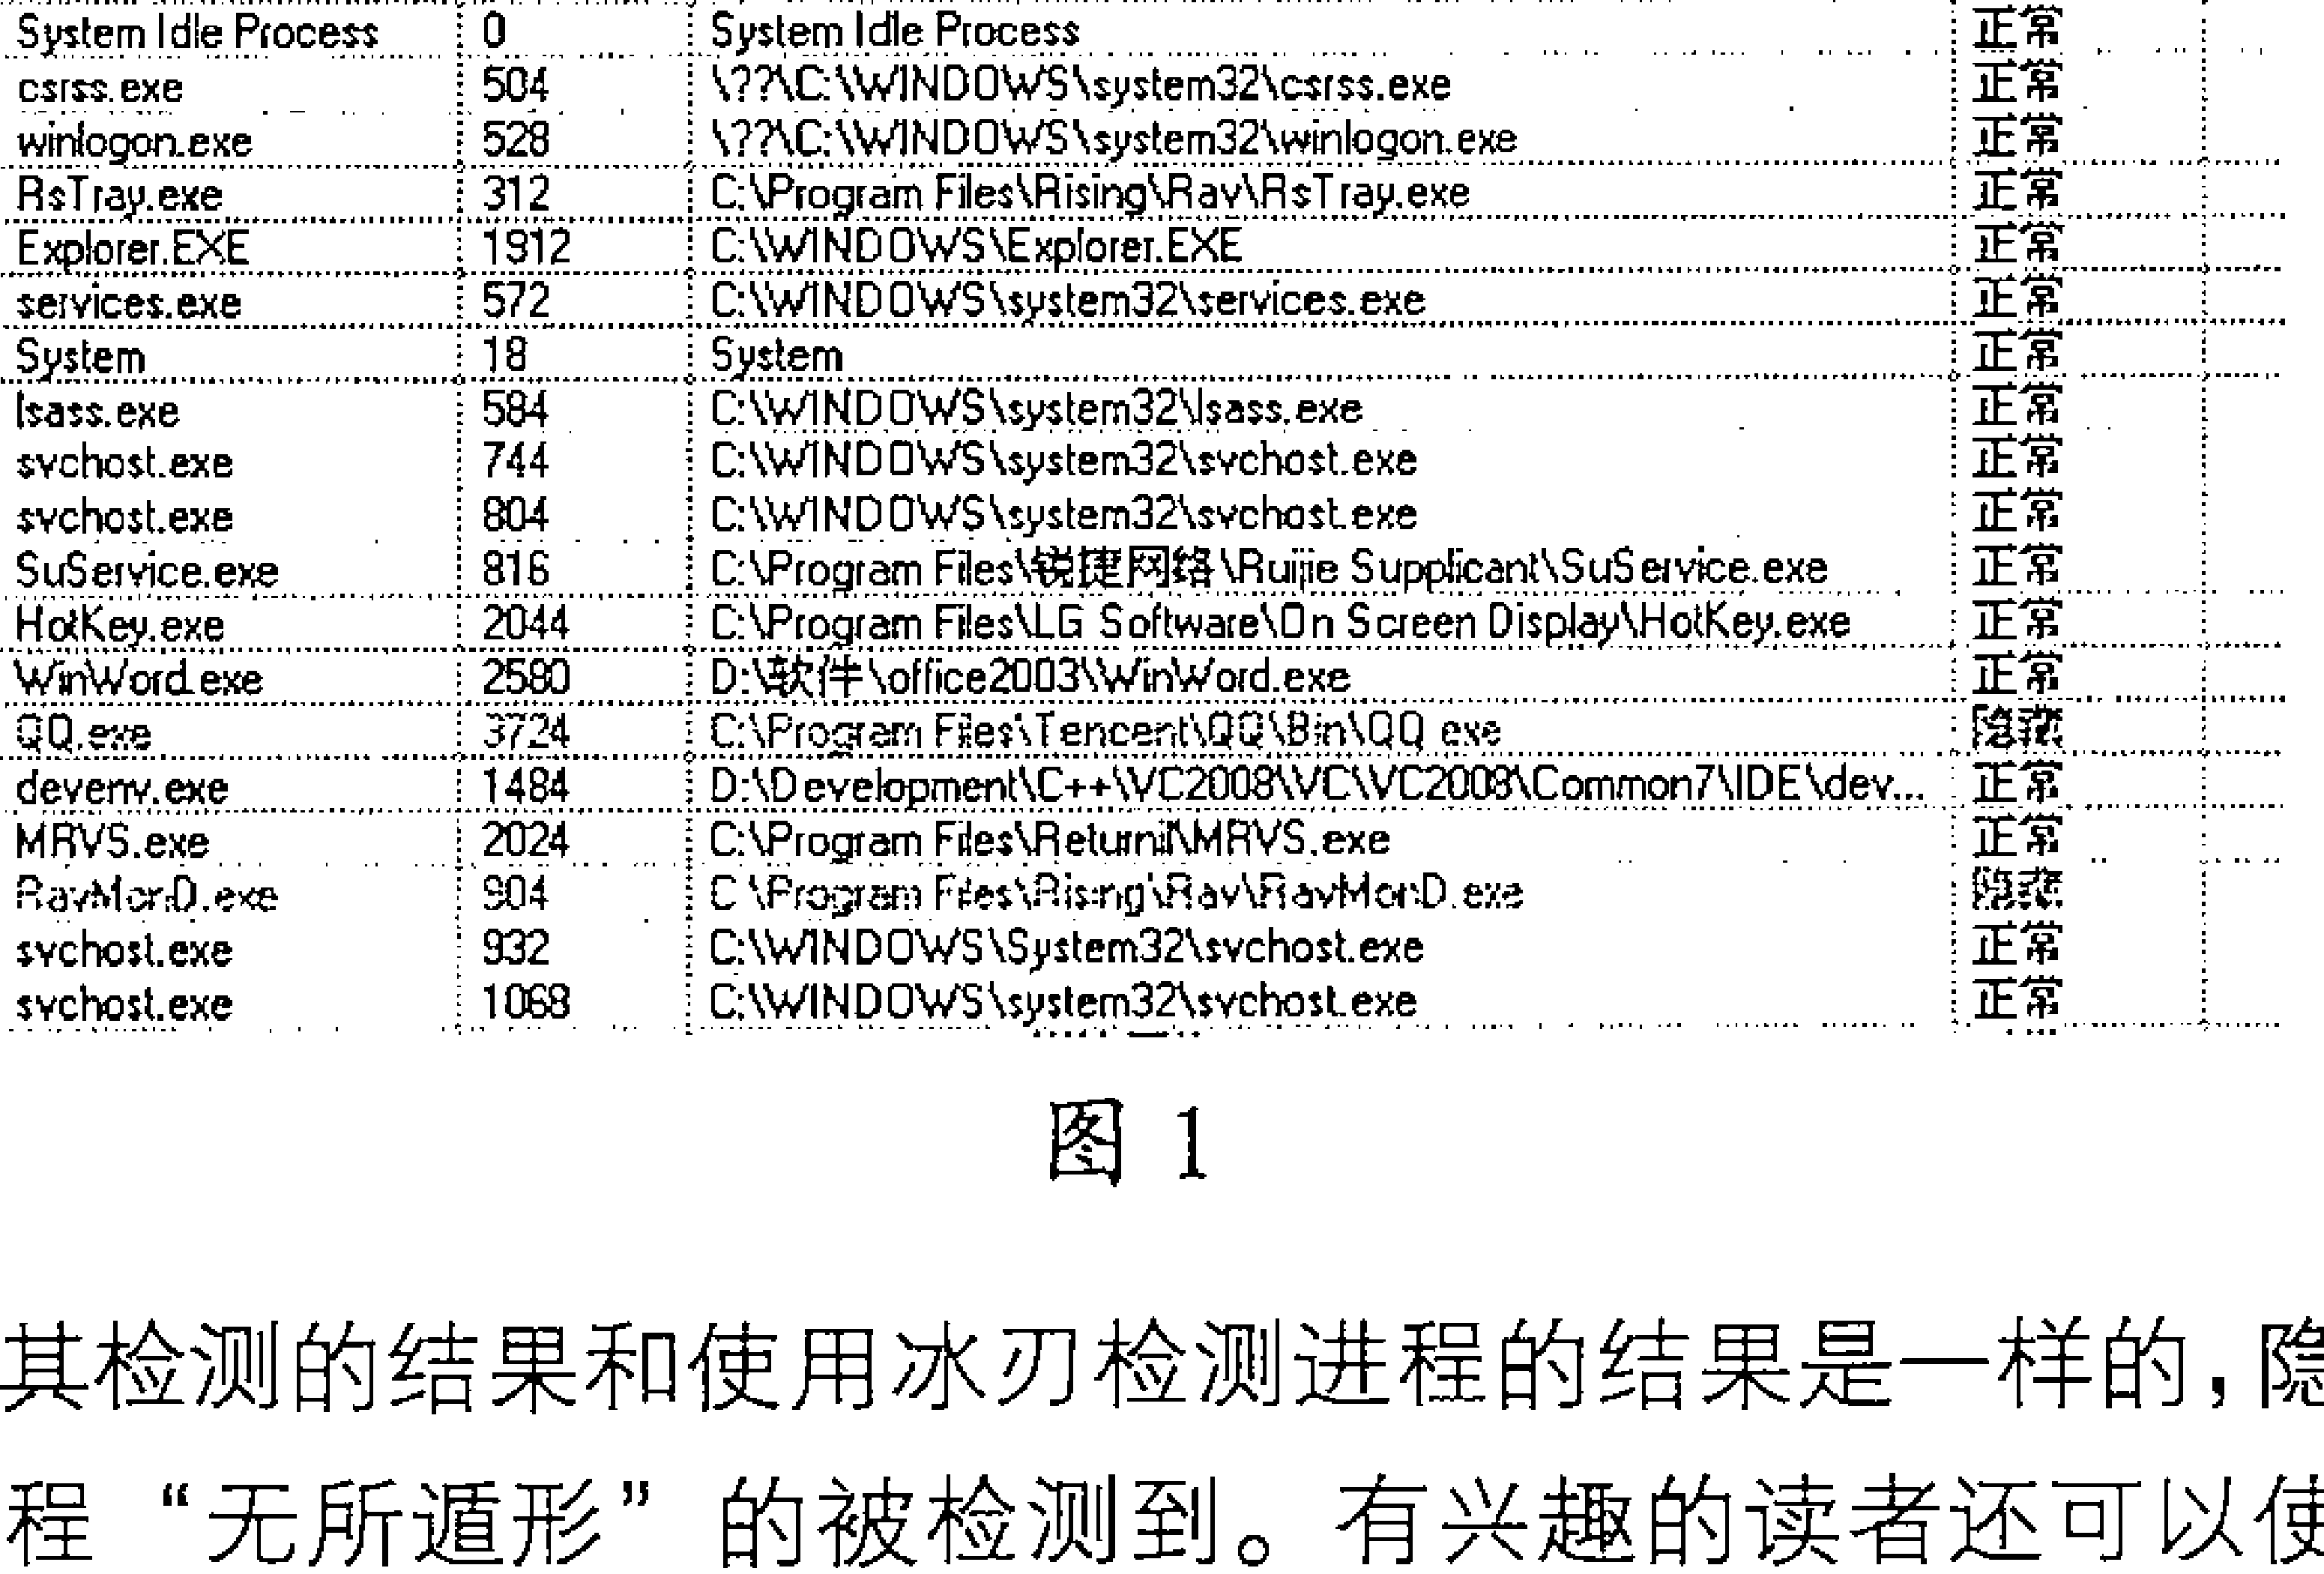 System Idle Process 0 System Idle Process 正常
csrss.exe 504 \??\C:\WINDOWS\system32\csrss.exe 正常
winlogon.exe 528 \??\C:\WINDOWS\system32\winlogon.exe 正常
RsTray.exe 312 C:\Program Files\Rising\Rav\RsTray.exe 正常
Explorer.EXE 1912 C:\WINDOWS\Explorer.EXE 正常
services.exe 572 C:\WINDOWS\system32\services.exe 正常
System 18 System 正常
lsass.exe 584 C:\WINDOWS\system32\lsass.exe 正常
svchost.exe 744 C:\WINDOWS\system32\svchost.exe 正常
svchost.exe 804 C:\WINDOWS\system32\svchost.exe 正常
SuService.exe 816 C:\Program Files\锐捷网络\Ruijie Supplicant\SuService.exe 正常
HotKey.exe 2044 C:\Program Files\LG Software\On Screen Display\HotKey.exe 正常
WinWord.exe 2580 D:\软件\office2003\WinWord.exe 正常
QQ.exe 3724 C:\Program Files\Tencent\QQ\Bin\QQ.exe 隐藏
devenv.exe 1484 D:\Development\C++\VC2008\VC\VC2008\Common7\IDE\dev... 正常
MRVS.exe 2024 C:\Program Files\Returnil\MRVS.exe 正常
RavMonD.exe 904 C:\Program Files\Rising\Rav\RavMonD.exe 隐藏
svchost.exe 932 C:\WINDOWS\System32\svchost.exe 正常
svchost.exe 1068 C:\WINDOWS\system32\svchost.exe 正常
图 1
其检测的结果和使用冰刃检测进程的结果是一样的,隐
程“无所遁形”的被检测到。有兴趣的读者还可以使